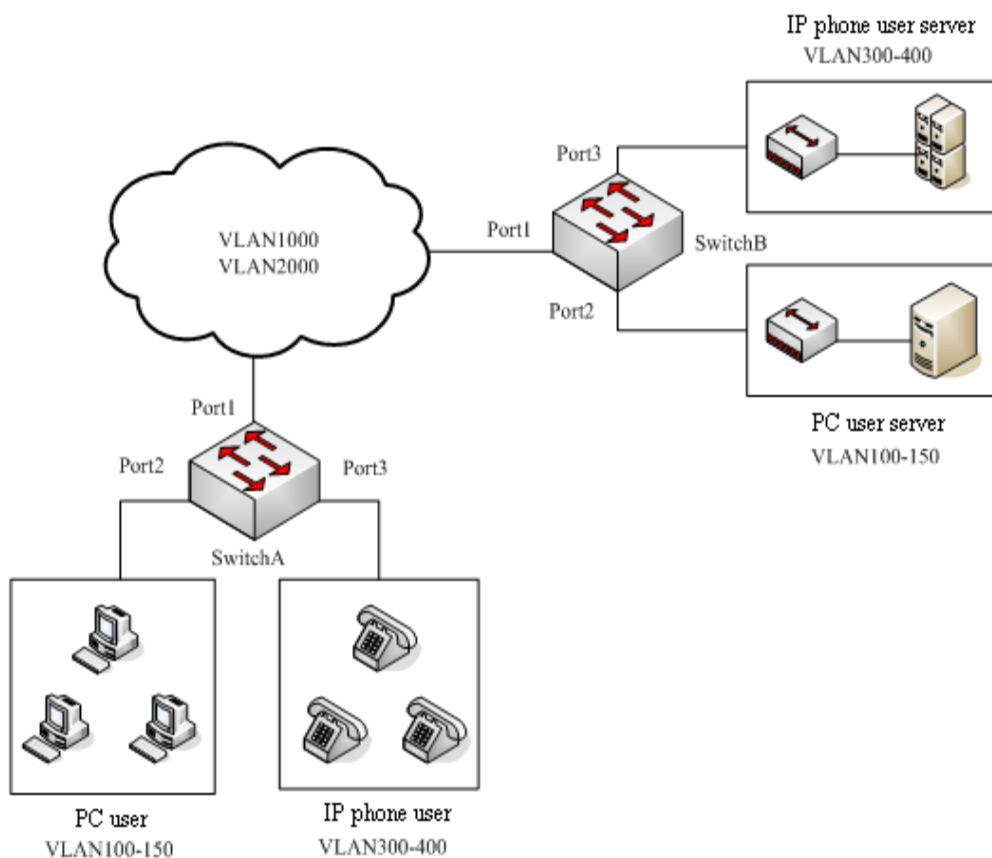 IP phone user server
VLAN300-400
Port3
Port1
SwitchB
VLAN1000
VLAN2000
Port2
PC user server
VLAN100-150
Port1
Port2
Port3
SwitchA
PC user
VLAN100-150
IP phone user
VLAN300-400